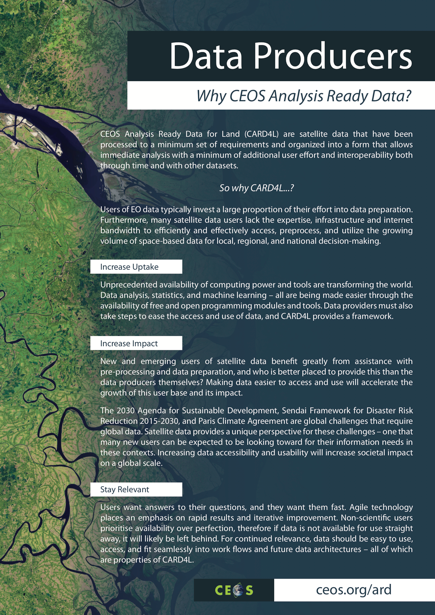 Data Producers
Why CEOS Analysis Ready Data?
CEOS Analysis Ready Data for Land (CARD4L) are satellite data that have been
processed to a minimum set of requirements and organized into a form that allows
immediate analysis with a minimum of additional user effort and interoperability both
through time and with other datasets.
So why CARD4L...?
Users of EO data typically invest a large proportion of their effort into data preparation.
Furthermore, many satellite data users lack the expertise, infrastructure and internet
bandwidth to efficiently and effectively access, preprocess, and utilize the growing
volume of space-based data for local, regional, and national decision-making.
Increase Uptake
Unprecedented availability of computing power and tools are transforming the world.
Data analysis, statistics, and machine learning – all are being made easier through the
availability of free and open programming modules and tools. Data providers must also
take steps to ease the access and use of data, and CARD4L provides a framework.
Increase Impact
New and emerging users of satellite data benefit greatly from assistance with
pre-processing and data preparation, and who is better placed to provide this than the
data producers themselves? Making data easier to access and use will accelerate the
growth of this user base and its impact.
The 2030 Agenda for Sustainable Development, Sendai Framework for Disaster Risk
Reduction 2015-2030, and Paris Climate Agreement are global challenges that require
global data. Satellite data provides a unique perspective for these challenges – one that
many new users can be expected to be looking toward for their information needs in
these contexts. Increasing data accessibility and usability will increase societal impact
on a global scale.
Stay Relevant
Users want answers to their questions, and they want them fast. Agile technology
places an emphasis on rapid results and iterative improvement. Non-scientific users
prioritise availability over perfection, therefore if data is not available for use straight
away, it will likely be left behind. For continued relevance, data should be easy to use,
access, and fit seamlessly into work flows and future data architectures – all of which
are properties of CARD4L.
CEOS
ceos.org/ard